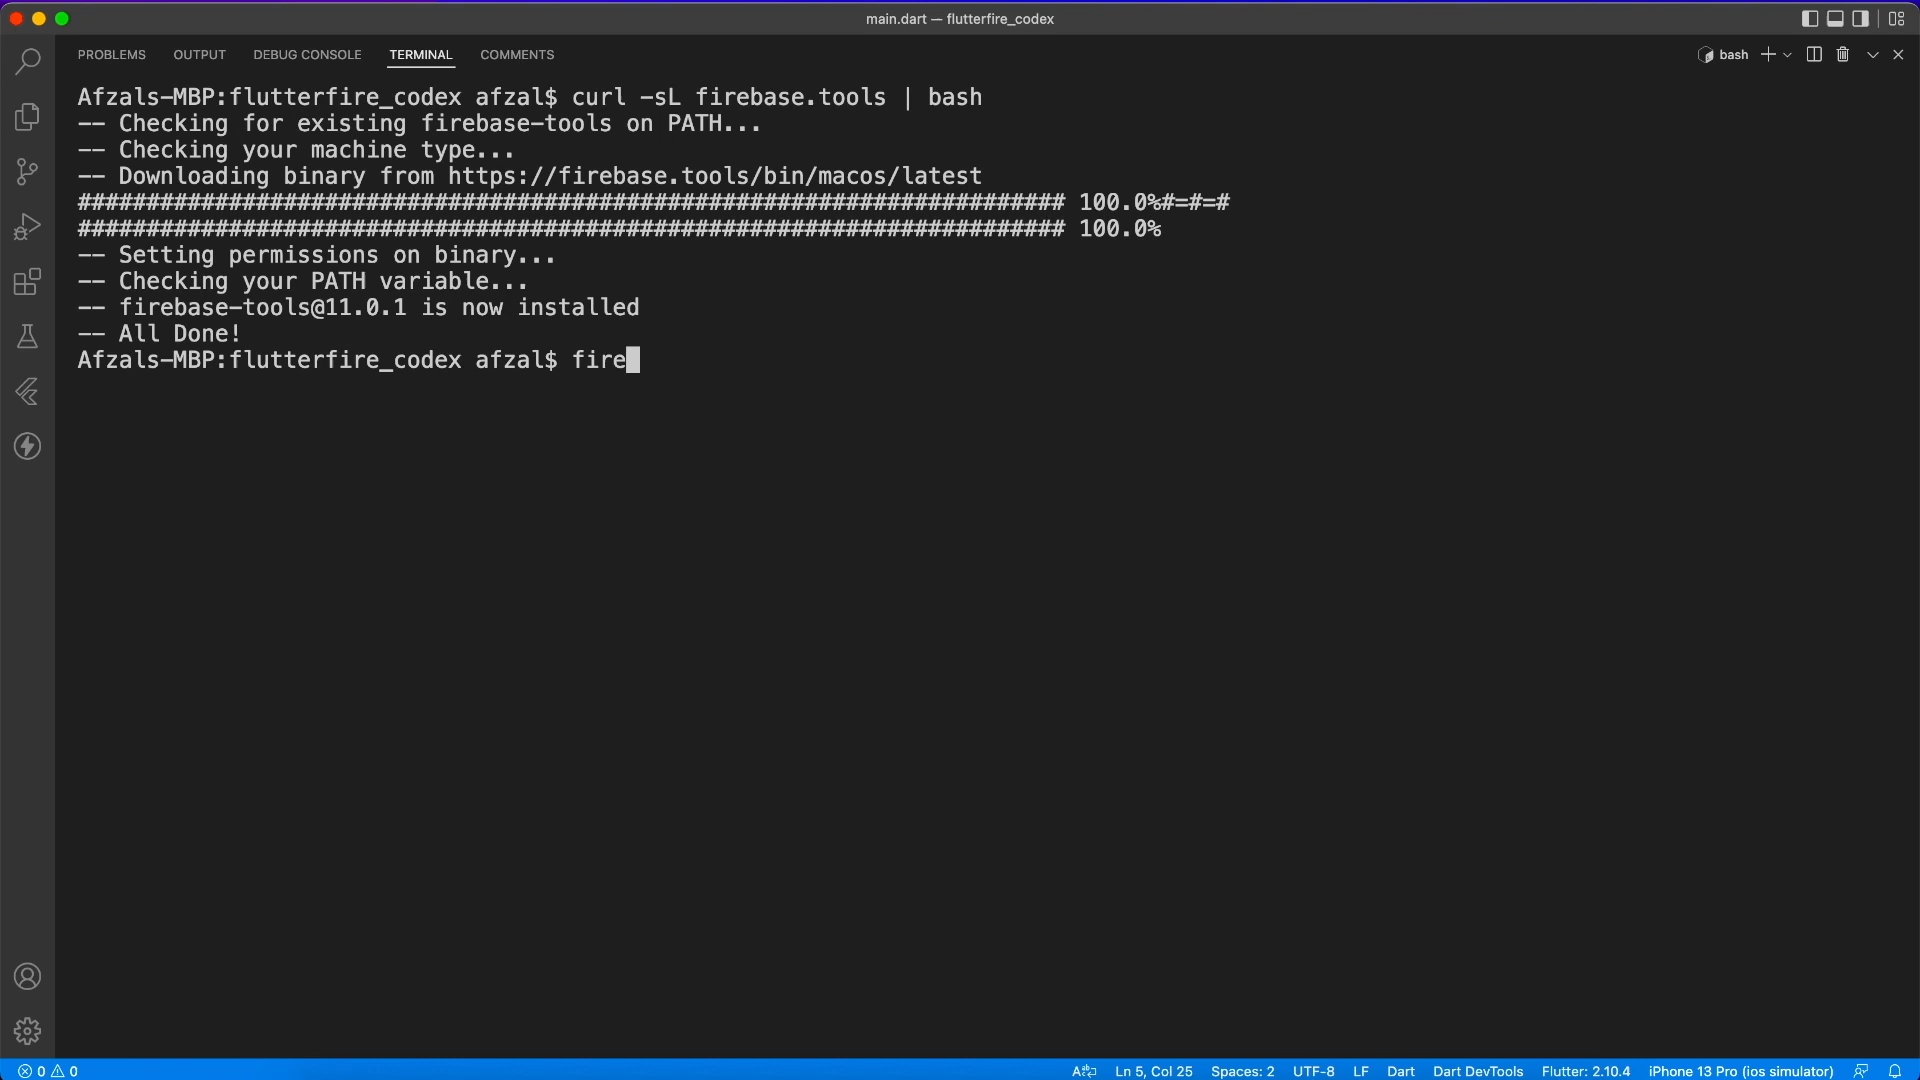 main.dart — flutterfire_codex
PROBLEMS OUTPUT DEBUG CONSOLE TERMINAL COMMENTS bash
Afzals-MBP:flutterfire_codex afzal$ curl -sL firebase.tools | bash
-- Checking for existing firebase-tools on PATH...
-- Checking your machine type...
-- Downloading binary from https://firebase.tools/bin/macos/latest
######################################################################## 100.0%#=#=#
######################################################################## 100.0%
-- Setting permissions on binary...
-- Checking your PATH variable...
-- firebase-tools@11.0.1 is now installed
-- All Done!
Afzals-MBP:flutterfire_codex afzal$ fire
0 0 Ln 5, Col 25 Spaces: 2 UTF-8 LF Dart Dart DevTools Flutter: 2.10.4 iPhone 13 Pro (ios simulator)